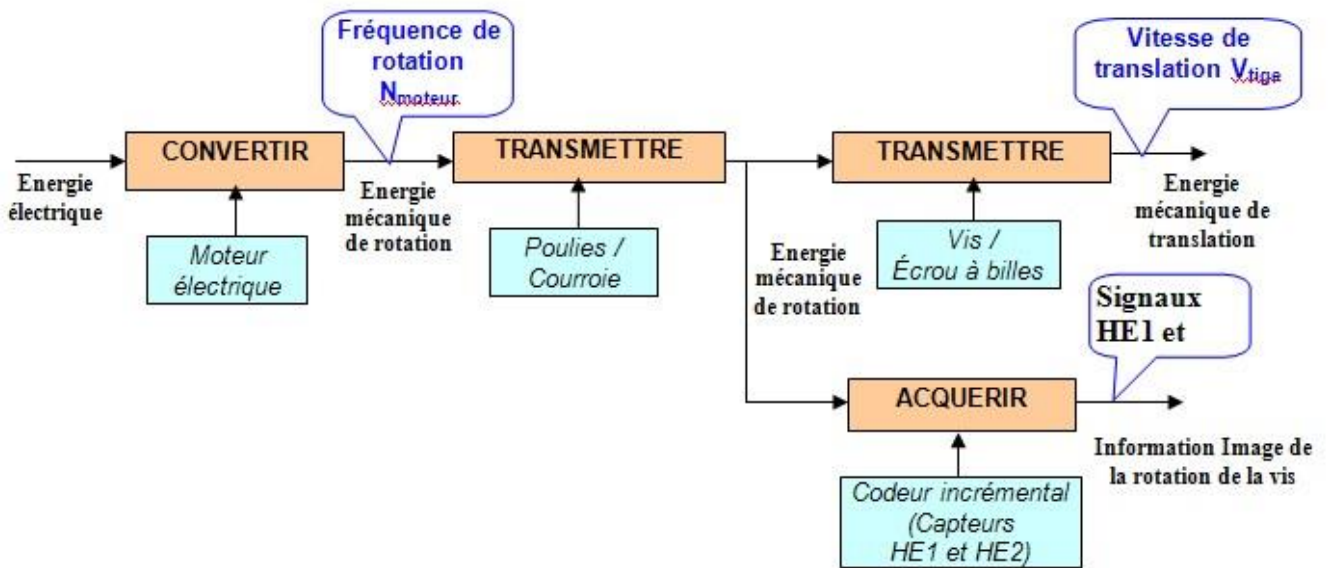 Fréquence de
rotation
Nmoteur
Vitesse de
translation Vtige
CONVERTIR
TRANSMETTRE
TRANSMETTRE
Energie
électrique
Energie
mécanique
de rotation
Energie
mécanique de
translation
Moteur
électrique
Poulies /
Courroie
Energie
mécanique
de rotation
Vis /
Écrou à billes
Signaux
HE1 et
ACQUERIR
Information Image de
la rotation de la vis
Codeur incrémental
(Capteurs
HE1 et HE2)